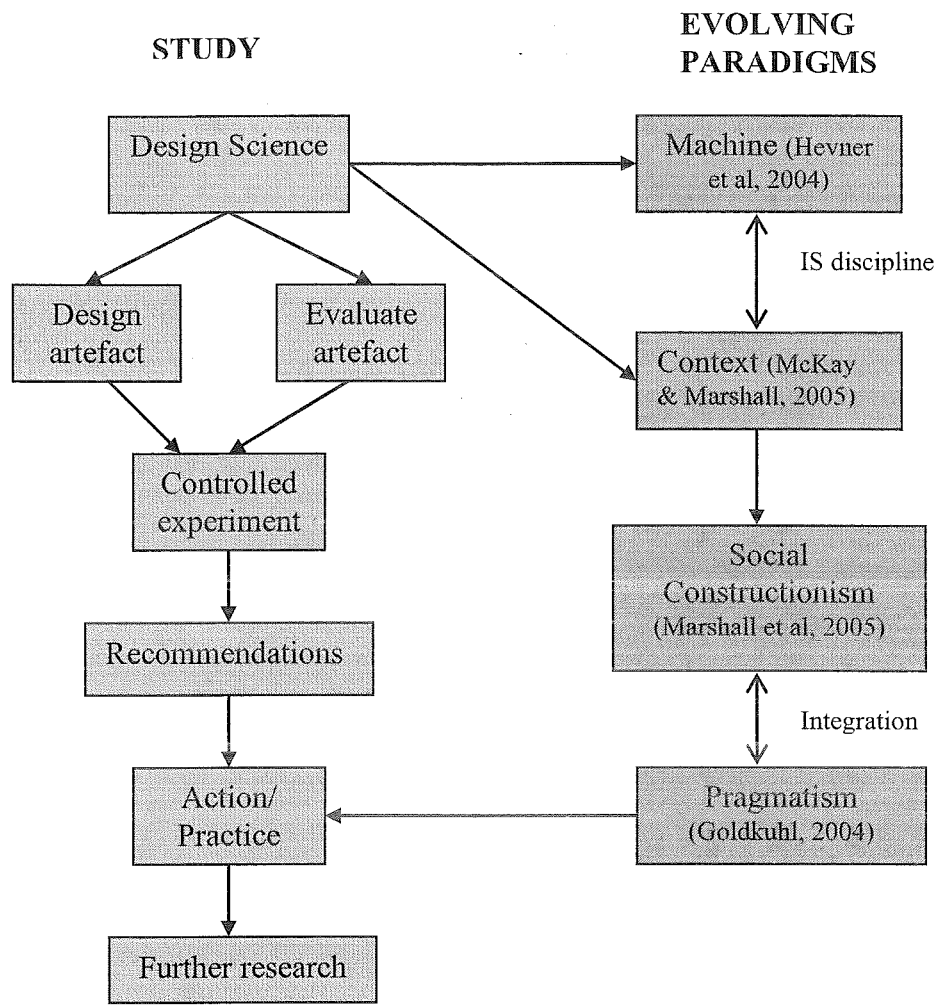 STUDY
EVOLVING
PARADIGMS
Design Science
Machine (Hevner
et al, 2004)
IS discipline
Design
artefact
Evaluate
artefact
Context (McKay
& Marshall, 2005)
Controlled
experiment
Social
Constructionism
(Marshall et al, 2005)
Recommendations
Integration
Action/
Practice
Pragmatism
(Goldkuhl, 2004)
Further research